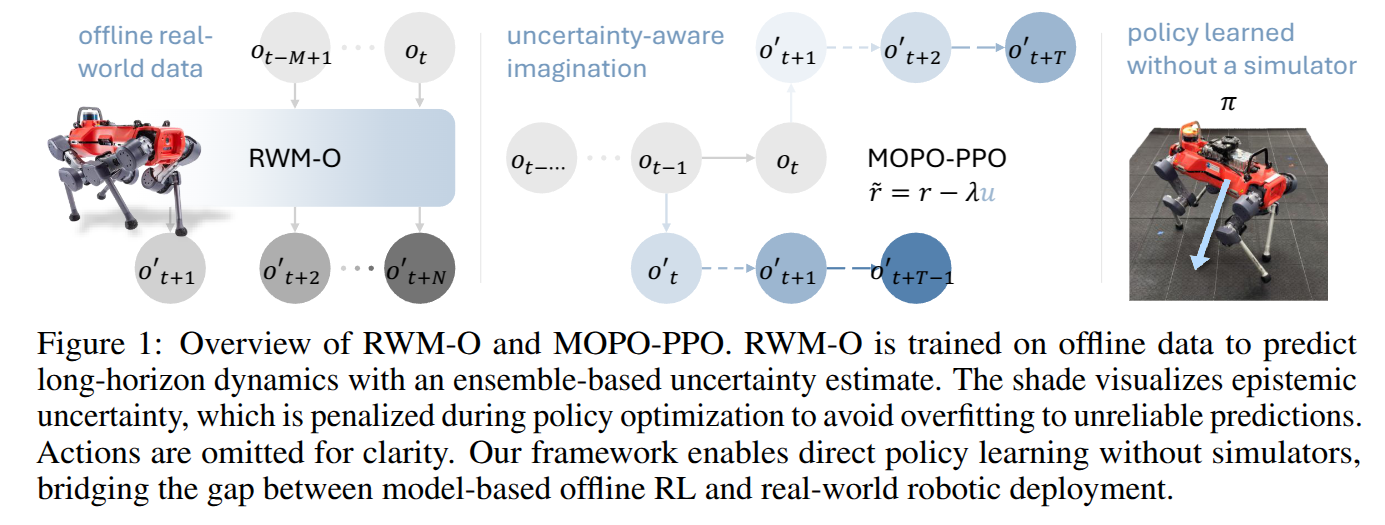 offline real-
world data
o_{t−M+1} ··· o_t
RWM-O
o'_{t+1} o'_{t+2} ··· o'_{t+N}
uncertainty-aware
imagination
o'_{t+1} o'_{t+2} o'_{t+T}
o_{t−···} ··· o_{t−1} o_t
MOPO-PPO
r̃ = r − λu
o'_t o'_{t+1} o'_{t+T−1}
policy learned
without a simulator
π
Figure 1: Overview of RWM-O and MOPO-PPO. RWM-O is trained on offline data to predict
long-horizon dynamics with an ensemble-based uncertainty estimate. The shade visualizes epistemic
uncertainty, which is penalized during policy optimization to avoid overfitting to unreliable predictions.
Actions are omitted for clarity. Our framework enables direct policy learning without simulators,
bridging the gap between model-based offline RL and real-world robotic deployment.